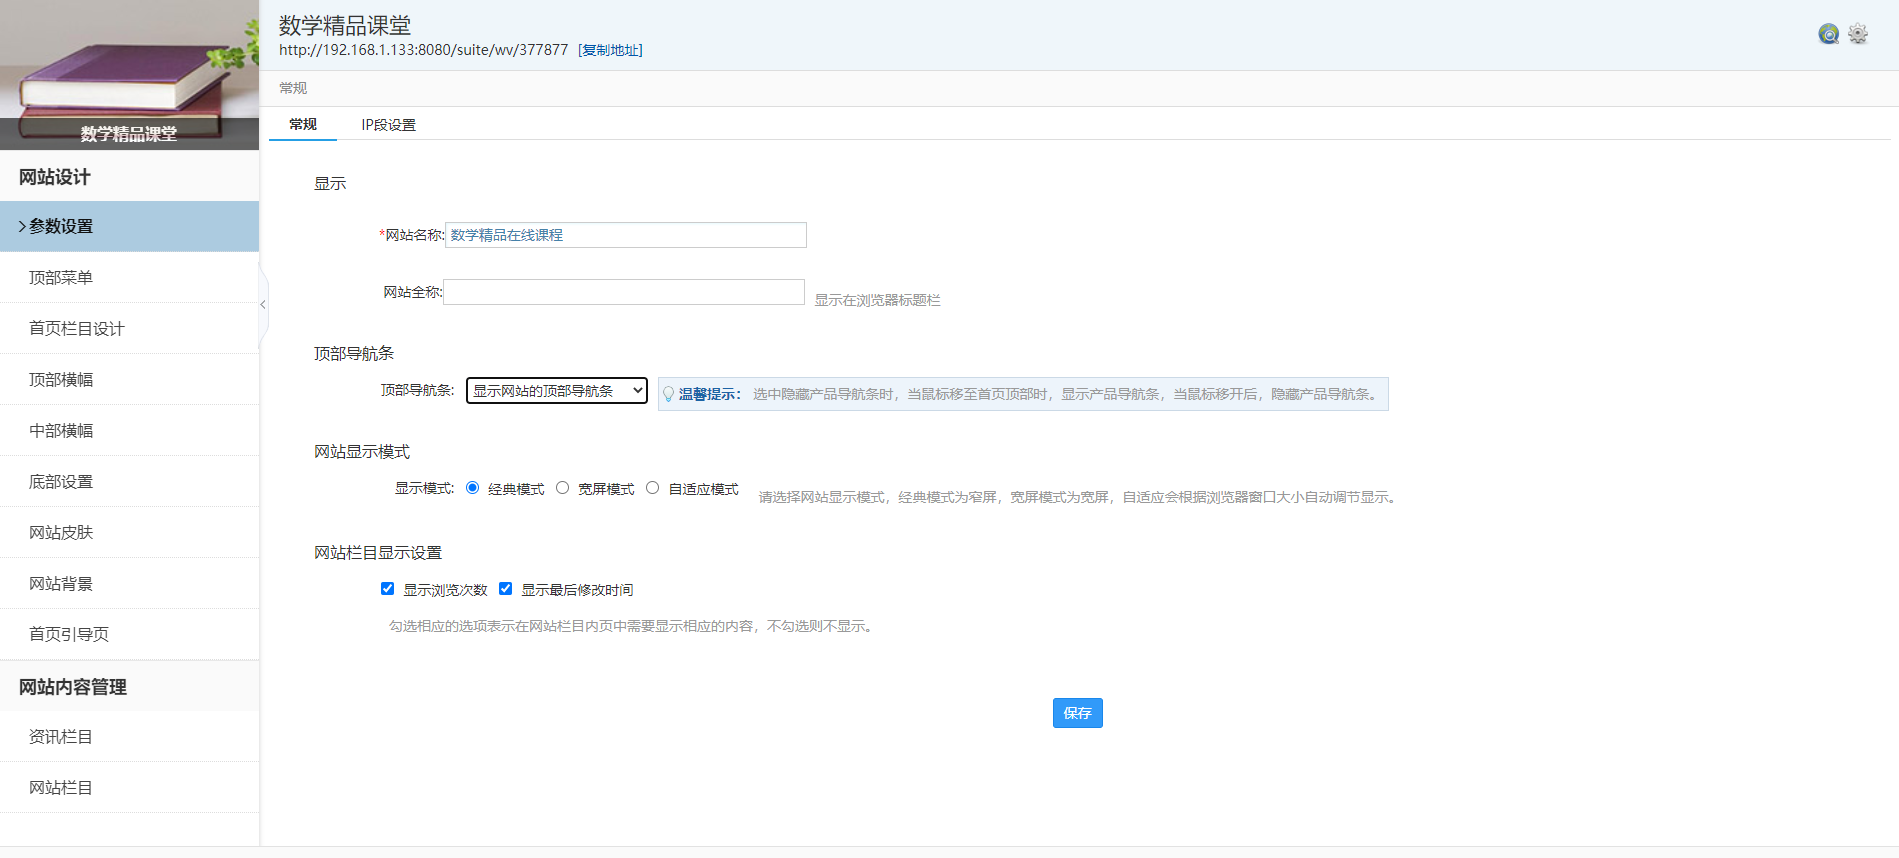 数学精品课堂
网站设计
参数设置
顶部菜单
首页栏目设计
顶部横幅
中部横幅
底部设置
网站皮肤
网站背景
首页引导页
网站内容管理
资讯栏目
网站栏目
数学精品课堂
http://192.168.1.133:8080/suite/wv/377877 [复制地址]
常规
常规 IP段设置
显示
*网站名称: 数学精品在线课程
网站全称: 显示在浏览器标题栏
顶部导航条
顶部导航条: 显示网站的顶部导航条 温馨提示： 选中隐藏产品导航条时，当鼠标移至首页顶部时，显示产品导航条，当鼠标移开后，隐藏产品导航条。
网站显示模式
显示模式: 经典模式 宽屏模式 自适应模式 请选择网站显示模式，经典模式为窄屏，宽屏模式为宽屏，自适应会根据浏览器窗口大小自动调节显示。
网站栏目显示设置
显示浏览次数 显示最后修改时间
勾选相应的选项表示在网站栏目内页中需要显示相应的内容，不勾选则不显示。
保存